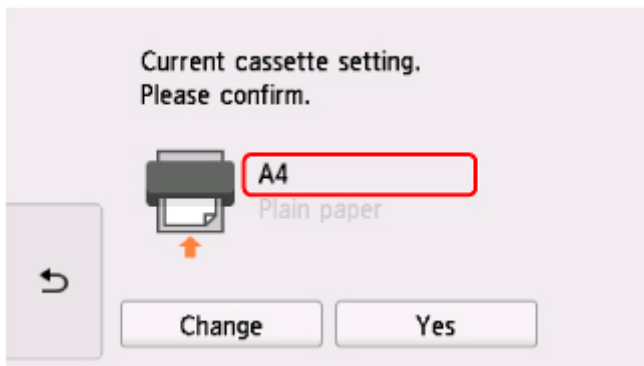 Current cassette setting.
Please confirm.
A4
Plain paper
Change
Yes